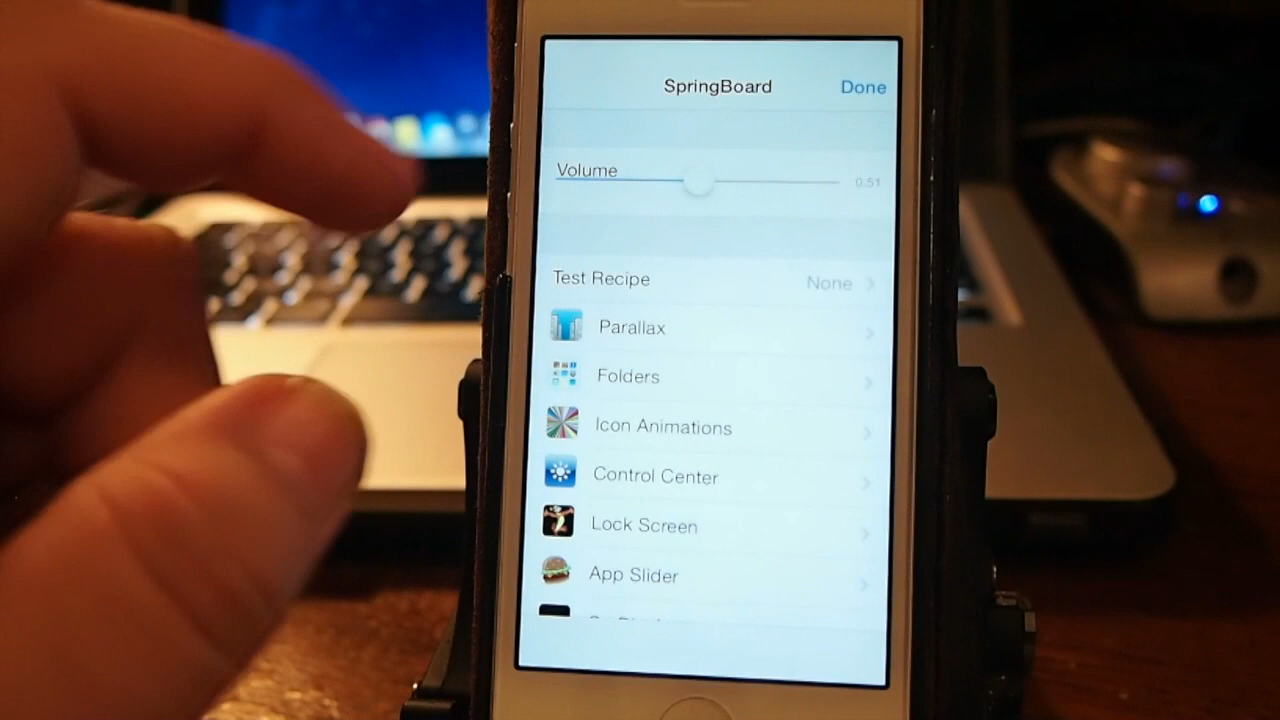 SpringBoard
Done
Volume
0.51
Test Recipe
None
Parallax
Folders
Icon Animations
Control Center
Lock Screen
App Slider